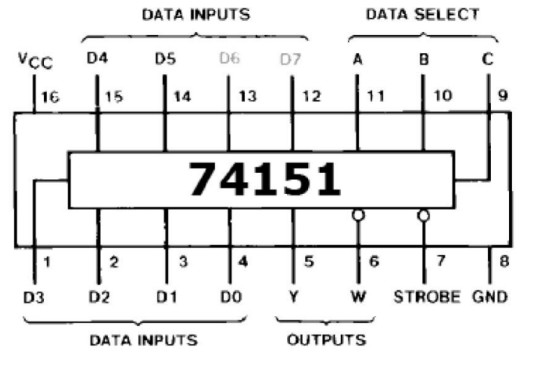 DATA INPUTS DATA SELECT
VCC D4 D5 D6 D7 A B C
16 15 14 13 12 11 10 9
74151
1 2 3 4 5 6 7 8
D3 D2 D1 D0 Y W STROBE GND
DATA INPUTS OUTPUTS